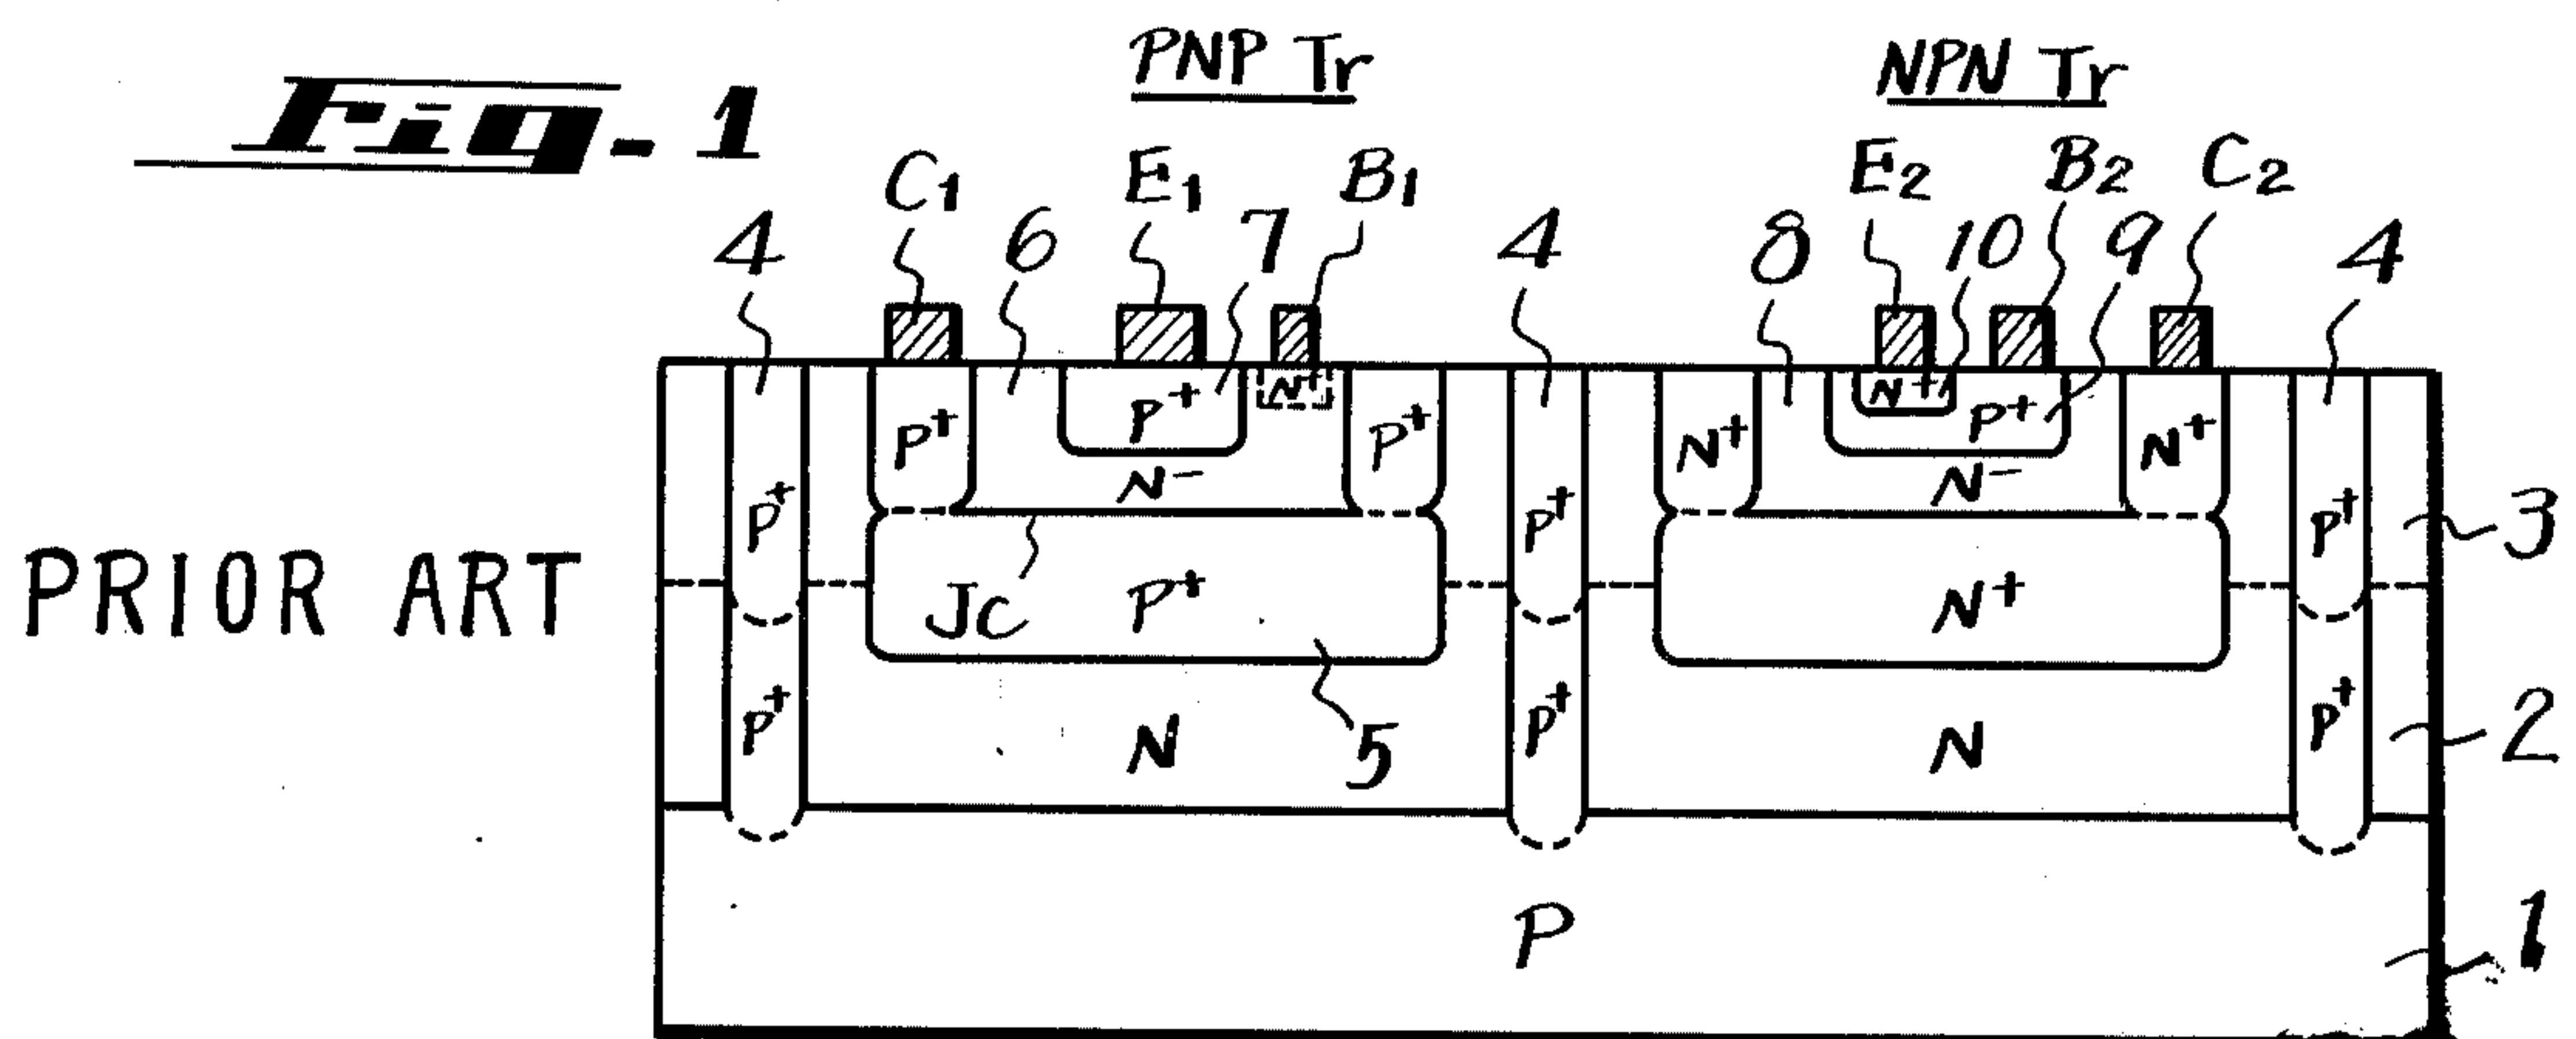 Fig-1
PNP Tr
NPN Tr
C1
E1
B1
E2
B2
C2
4
6
7
4
8
10
9
4
P+
P+
N+
P+
N+
N+
P+
N+
N-
N-
P+
P+
P+
3
PRIOR ART
JC
P+
N+
P+
P+
P+
N
5
N
2
P
1